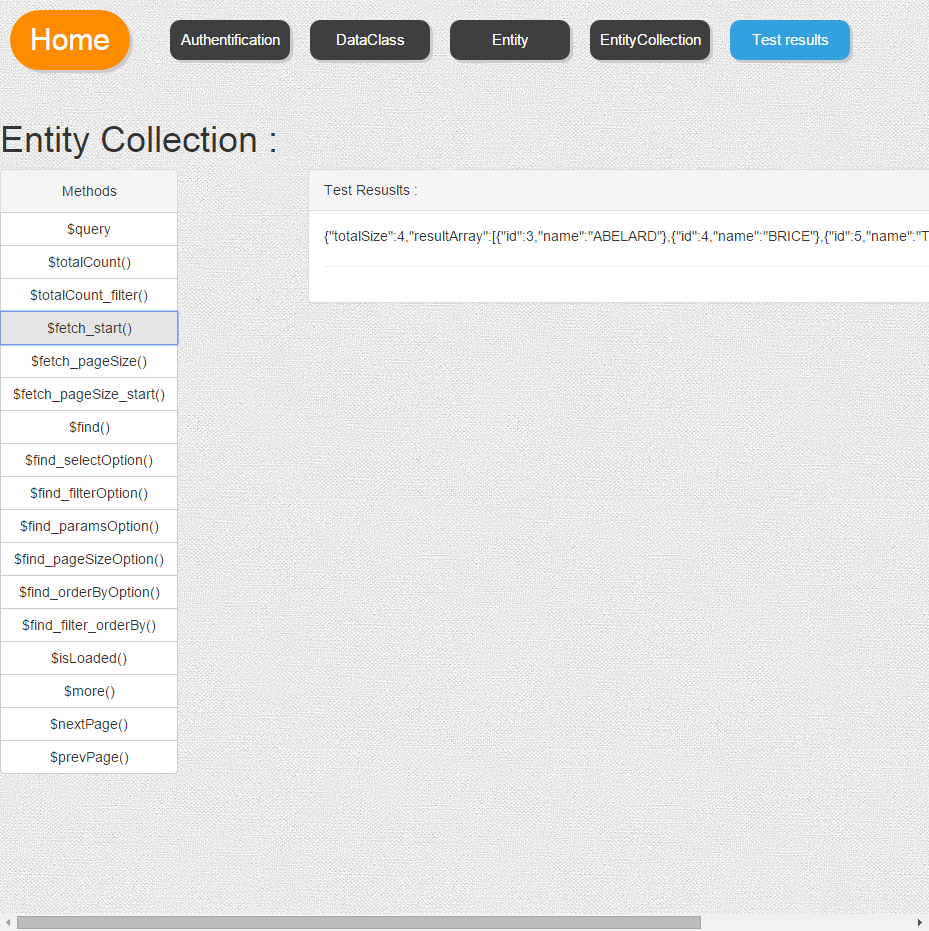 Home
Authentification
DataClass
Entity
EntityCollection
Test results
Entity Collection :
Methods
$query
$totalCount()
$totalCount_filter()
$fetch_start()
$fetch_pageSize()
$fetch_pageSize_start()
$find()
$find_selectOption()
$find_filterOption()
$find_paramsOption()
$find_pageSizeOption()
$find_orderByOption()
$find_filter_orderBy()
$isLoaded()
$more()
$nextPage()
$prevPage()
Test Resuslts :
{"totalSize":4,"resultArray":[{"id":3,"name":"ABELARD"},{"id":4,"name":"BRICE"},{"id":5,"name":"T